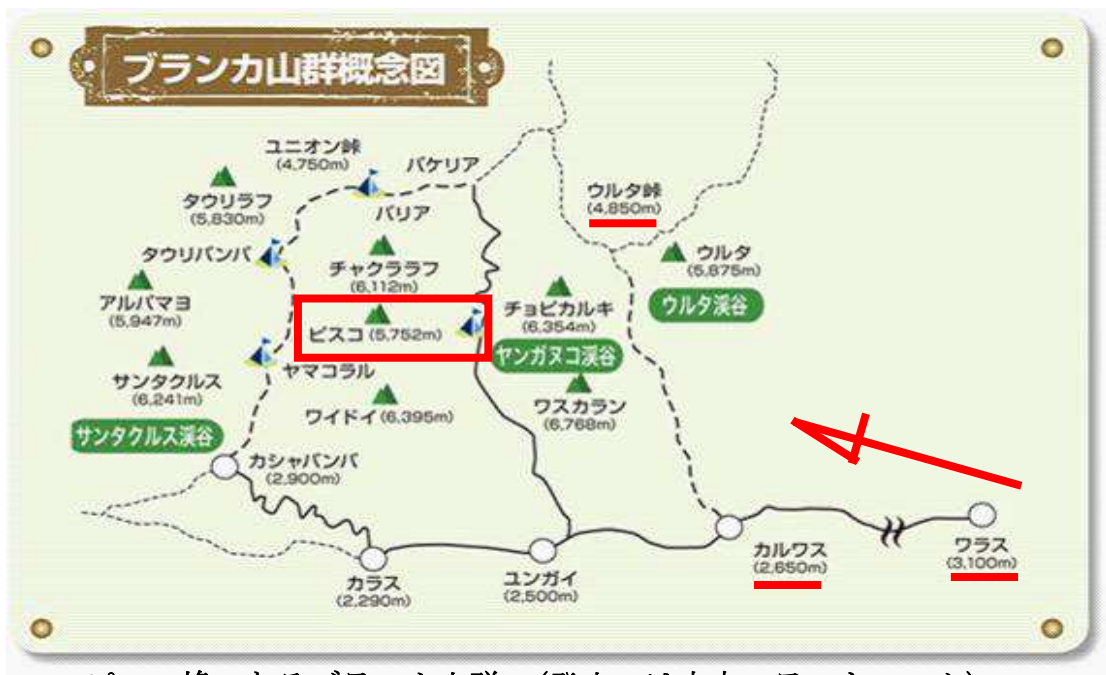 ブランカ山群概念図
ユニオン峠
(4,750m)
バケリア
タウリラフ
(5,830m)
パリア
ウルタ峠
(4,850m)
タウリパンパ
チャクララフ
(6,112m)
ウルタ
(5,875m)
アルパマヨ
(5,947m)
ピスコ (5,752m)
チョピカルキ
(6,354m)
ウルタ渓谷
ヤンガヌコ渓谷
サンタクルス
(6,241m)
ヤマコラル
ワイドイ (6,395m)
ワスカラン
(6,768m)
サンタクルス渓谷
カシャパンパ
(2,900m)
カラス
(2,290m)
ユンガイ
(2,500m)
カルワス
(2,650m)
ワラス
(3,100m)